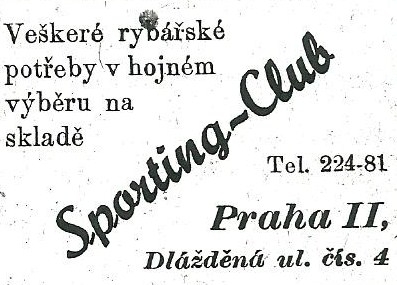 Veškeré rybářské
potřeby v hojném
výběru na
skladě
Sporting-Club
Tel. 224-81
Praha II,
Dlážděná ul. čís. 4